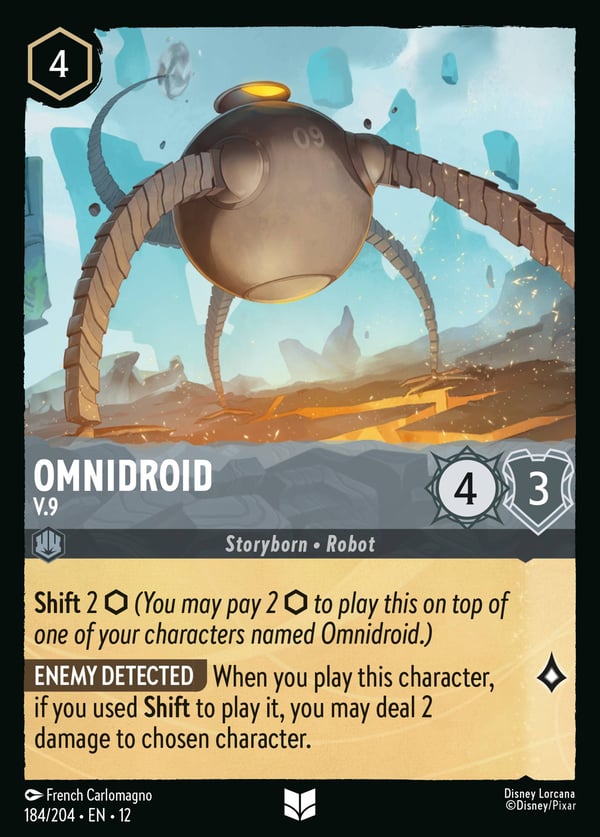 4
09
OMNIDROID
V.9
4
3
Storyborn • Robot
Shift 2 ⬡ (You may pay 2 ⬡ to play this on top of
one of your characters named Omnidroid.)
ENEMY DETECTED When you play this character,
if you used Shift to play it, you may deal 2
damage to chosen character.
French Carlomagno
184/204 • EN • 12
Disney Lorcana
©Disney/Pixar